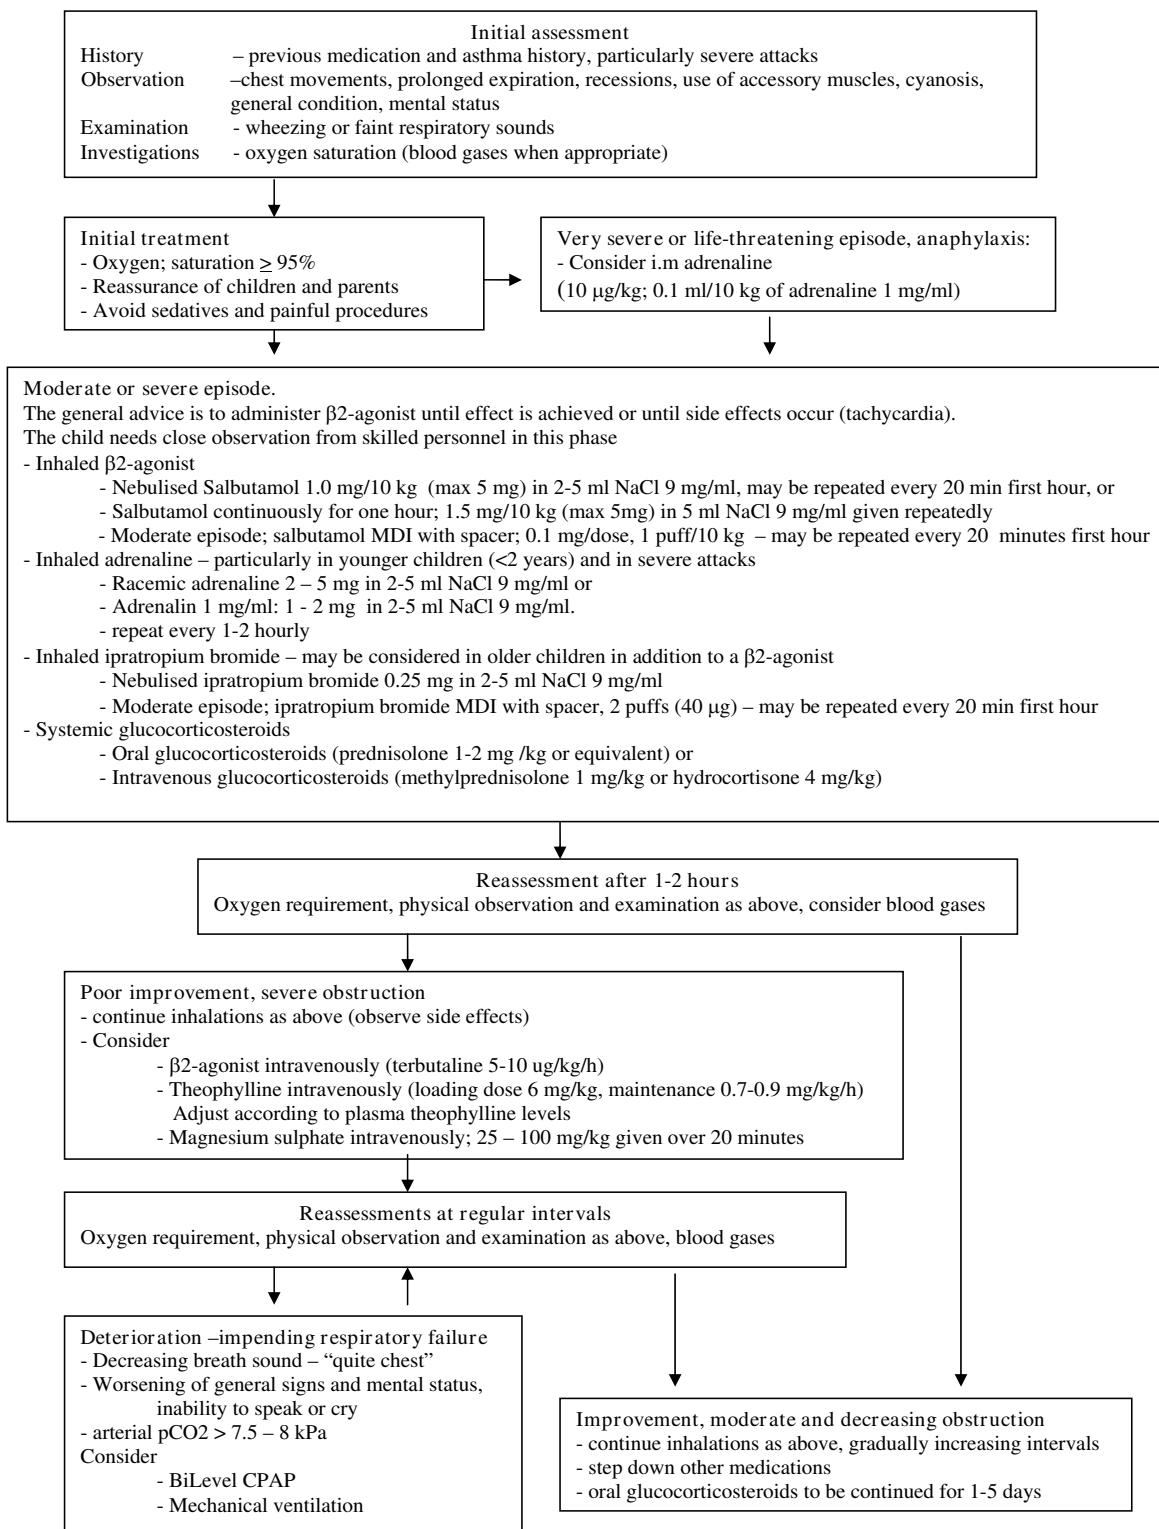 Initial assessment
History – previous medication and asthma history, particularly severe attacks
Observation –chest movements, prolonged expiration, recessions, use of accessory muscles, cyanosis,
general condition, mental status
Examination - wheezing or faint respiratory sounds
Investigations - oxygen saturation (blood gases when appropriate)
Initial treatment
- Oxygen; saturation ≥ 95%
- Reassurance of children and parents
- Avoid sedatives and painful procedures
Very severe or life-threatening episode, anaphylaxis:
- Consider i.m adrenaline
(10 µg/kg; 0.1 ml/10 kg of adrenaline 1 mg/ml)
Moderate or severe episode.
The general advice is to administer β2-agonist until effect is achieved or until side effects occur (tachycardia).
The child needs close observation from skilled personnel in this phase
- Inhaled β2-agonist
- Nebulised Salbutamol 1.0 mg/10 kg (max 5 mg) in 2-5 ml NaCl 9 mg/ml, may be repeated every 20 min first hour, or
- Salbutamol continuously for one hour; 1.5 mg/10 kg (max 5mg) in 5 ml NaCl 9 mg/ml given repeatedly
- Moderate episode; salbutamol MDI with spacer; 0.1 mg/dose, 1 puff/10 kg – may be repeated every 20 minutes first hour
- Inhaled adrenaline – particularly in younger children (<2 years) and in severe attacks
- Racemic adrenaline 2 – 5 mg in 2-5 ml NaCl 9 mg/ml or
- Adrenalin 1 mg/ml: 1 - 2 mg in 2-5 ml NaCl 9 mg/ml.
- repeat every 1-2 hourly
- Inhaled ipratropium bromide – may be considered in older children in addition to a β2-agonist
- Nebulised ipratropium bromide 0.25 mg in 2-5 ml NaCl 9 mg/ml
- Moderate episode; ipratropium bromide MDI with spacer, 2 puffs (40 µg) – may be repeated every 20 min first hour
- Systemic glucocorticosteroids
- Oral glucocorticosteroids (prednisolone 1-2 mg /kg or equivalent) or
- Intravenous glucocorticosteroids (methylprednisolone 1 mg/kg or hydrocortisone 4 mg/kg)
Reassessment after 1-2 hours
Oxygen requirement, physical observation and examination as above, consider blood gases
Poor improvement, severe obstruction
- continue inhalations as above (observe side effects)
- Consider
- β2-agonist intravenously (terbutaline 5-10 ug/kg/h)
- Theophylline intravenously (loading dose 6 mg/kg, maintenance 0.7-0.9 mg/kg/h)
Adjust according to plasma theophylline levels
- Magnesium sulphate intravenously; 25 – 100 mg/kg given over 20 minutes
Reassessments at regular intervals
Oxygen requirement, physical observation and examination as above, blood gases
Deterioration –impending respiratory failure
- Decreasing breath sound – “quite chest”
- Worsening of general signs and mental status,
inability to speak or cry
- arterial pCO2 > 7.5 – 8 kPa
Consider
- BiLevel CPAP
- Mechanical ventilation
Improvement, moderate and decreasing obstruction
- continue inhalations as above, gradually increasing intervals
- step down other medications
- oral glucocorticosteroids to be continued for 1-5 days